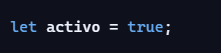 let activo = true;